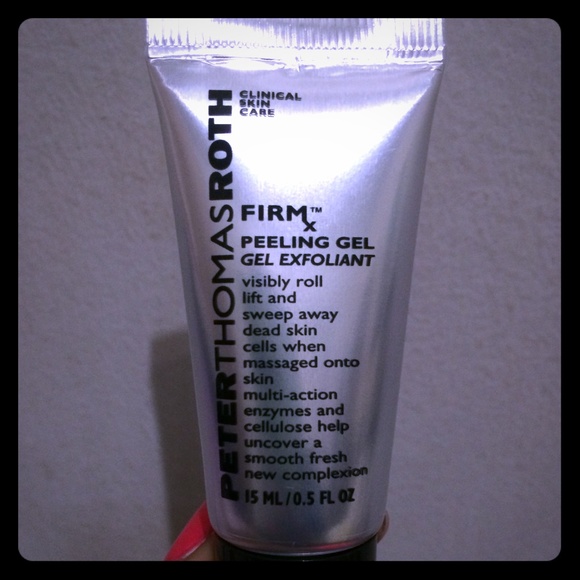 PETERTHOMASROTH
CLINICAL
SKIN
CARE
FIRMx™
PEELING GEL
GEL EXFOLIANT
visibly roll
lift and
sweep away
dead skin
cells when
massaged onto
skin
multi-action
enzymes and
cellulose help
uncover a
smooth fresh
new complexion
15 ML/0.5 FL OZ